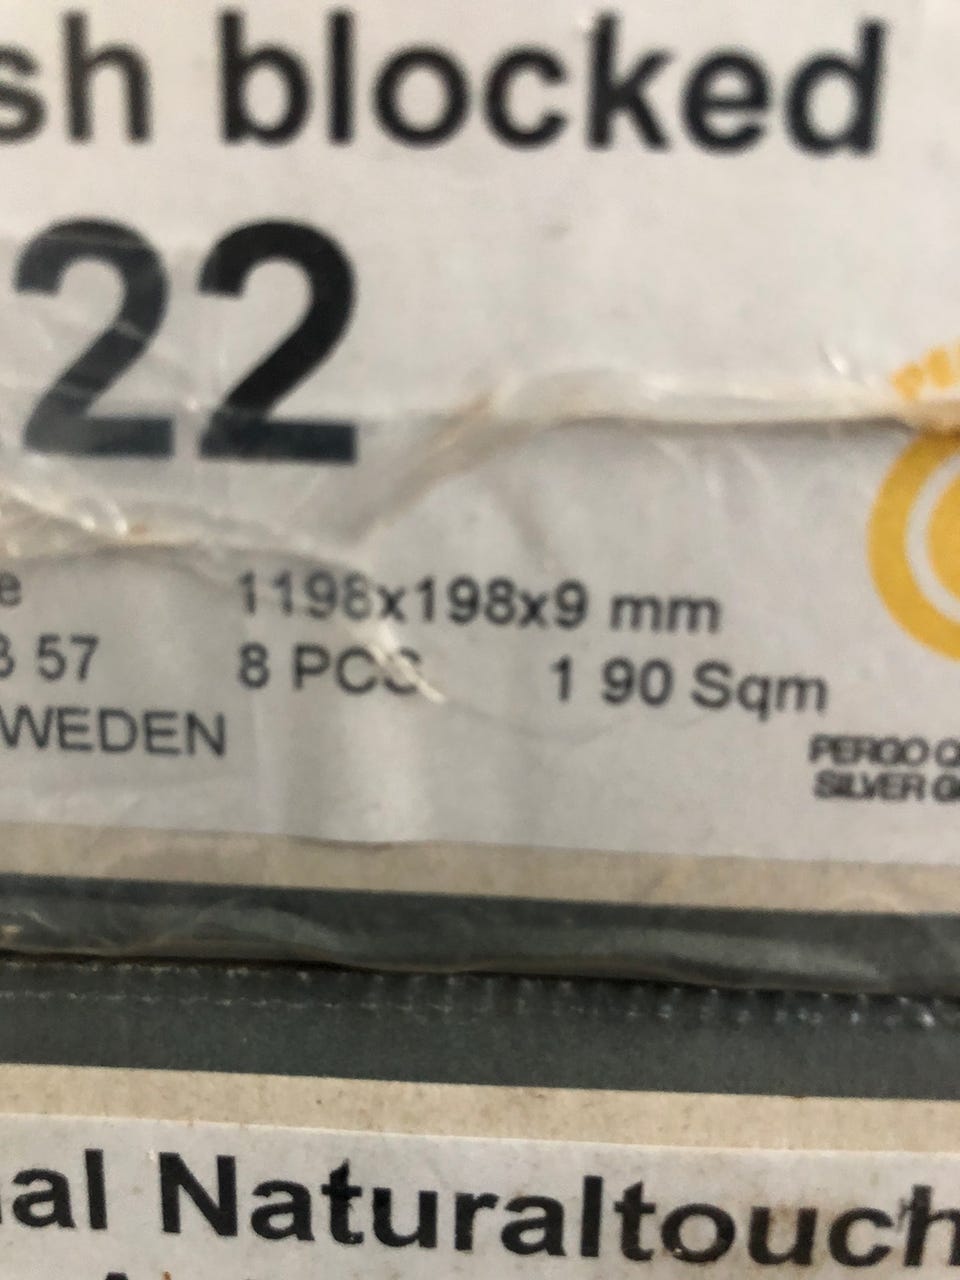 sh blocked
22
e 1198x198x9 mm
57 8 PCS 1 90 Sqm
WEDEN
PERGO
SILVER
al Naturaltouch